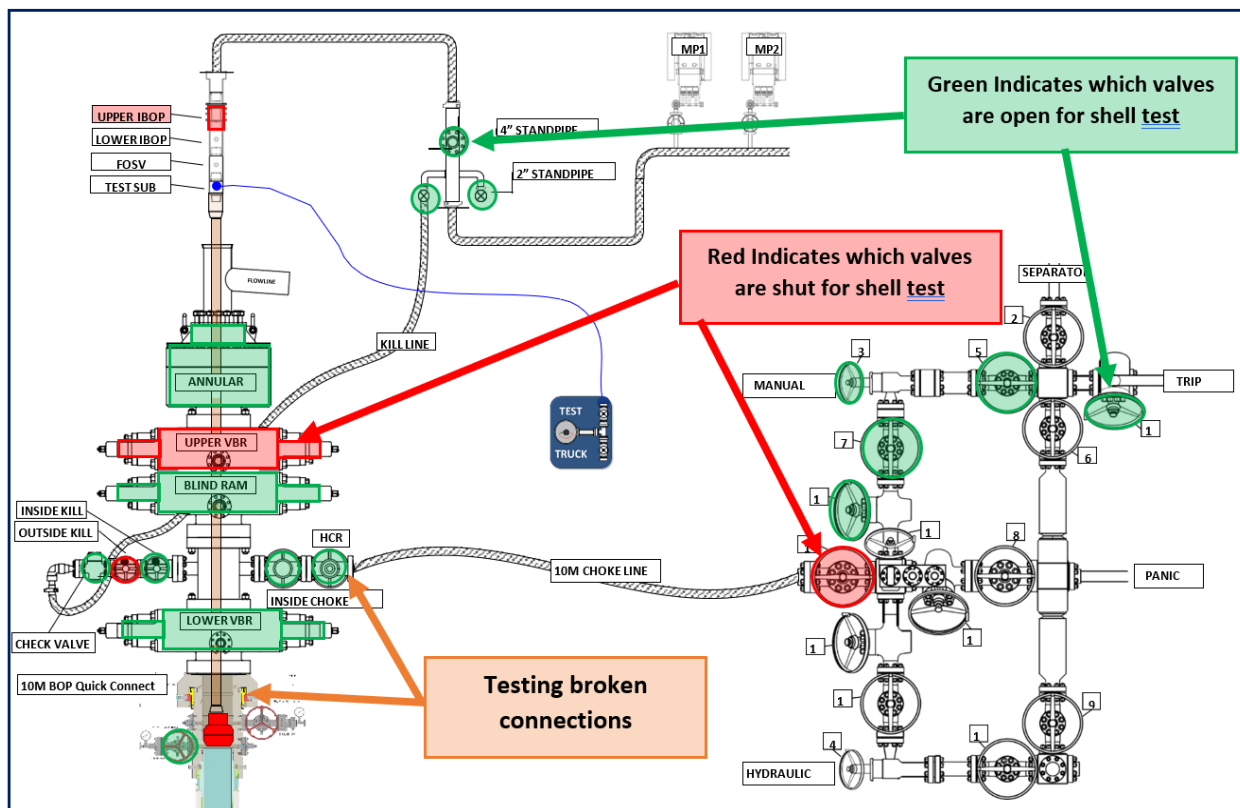 MP1
MP2
Green Indicates which valves
are open for shell test
UPPER IBOP
LOWER IBOP
FOSV
TEST SUB
4” STANDPIPE
2” STANDPIPE
Red Indicates which valves
are shut for shell test
FLOWLINE
SEPARATO
KILL LINE
2
3
5
MANUAL
TRIP
ANNULAR
1
TEST
TRUCK
UPPER VBR
7
6
BLIND RAM
INSIDE KILL
OUTSIDE KILL
1
1
HCR
1
8
10M CHOKE LINE
PANIC
INSIDE CHOKE
LOWER VBR
1
1
CHECK VALVE
10M BOP Quick Connect
Testing broken
connections
1
9
1
4
HYDRAULIC